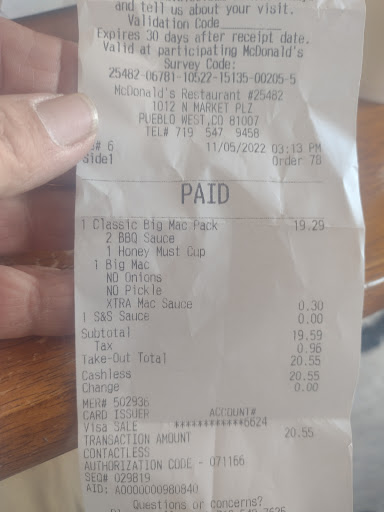 and tell us about your visit.
Validation Code
Expires 30 days after receipt date.
Valid at participating McDonald's
Survey Code:
25482-06781-10522-15135-00205-5
McDonald's Restaurant #25482
1012 N MARKET PLZ
PUEBLO WEST,CO 81007
TEL# 719 547 9458
# 6 11/05/2022 03:13 PM
Side1 Order 78
PAID
1 Classic Big Mac Pack 19.29
2 BBQ Sauce
1 Honey Must Cup
1 Big Mac
NO Onions
NO Pickle
XTRA Mac Sauce 0.30
1 S&S Sauce 0.00
Subtotal 19.59
Tax 0.96
Take-Out Total 20.55
Cashless 20.55
Change 0.00
MER# 502936
CARD ISSUER ACCOUNT#
Visa SALE ************6624
TRANSACTION AMOUNT 20.55
CONTACTLESS
AUTHORIZATION CODE - 071166
SEQ# 029819
AID: A0000000980840
Questions or concerns?